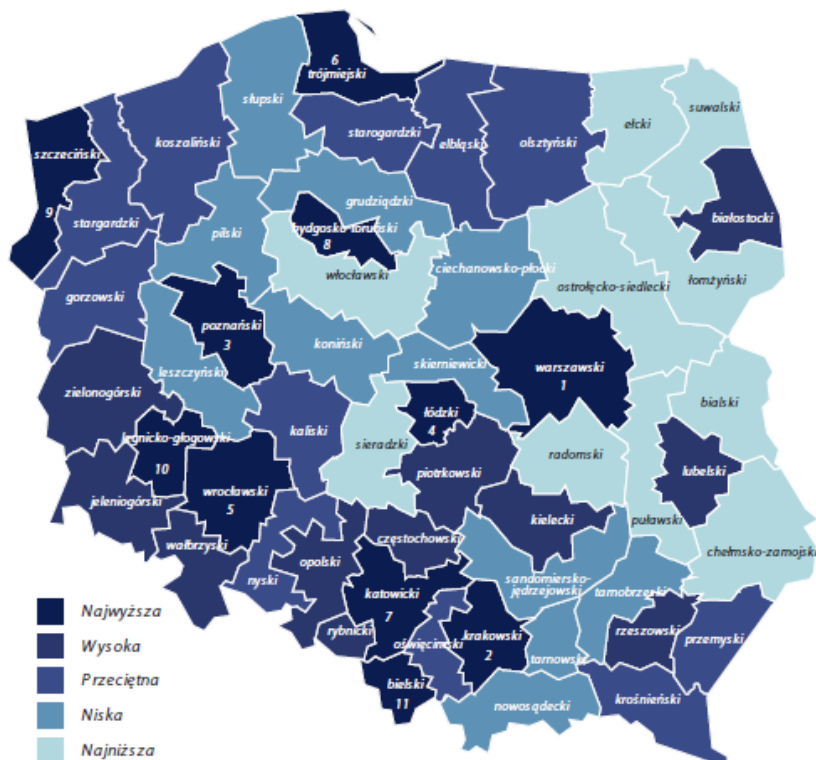 6
trójmiejski
słupski
suwalski
ełcki
szczeciński
koszaliński
starogardzki
elbląski
olsztyński
9
stargardzki
grudziądzki
białostocki
pilski
bydgosko-toruński
8
włocławski
ciechanowsko-płocki
ostrołęcko-siedlecki
łomżyński
gorzowski
poznański
3
koniński
skierniewicki
warszawski
1
leszczyński
zielonogórski
bialski
łódzki
4
kaliski
sieradzki
legnicko-głogowski
10
radomski
lubelski
piotrkowski
wrocławski
5
jeleniogórski
kielecki
puławski
wałbrzyski
częstochowski
chełmsko-zamojski
opolski
nyski
sandomiersko-
jędrzejowski
tarnobrzeski
katowicki
7
rybnicki
oświęcimski
krakowski
2
rzeszowski
przemyski
tarnowski
bielski
11
nowosądecki
krośnieński
Najwyższa
Wysoka
Przeciętna
Niska
Najniższa